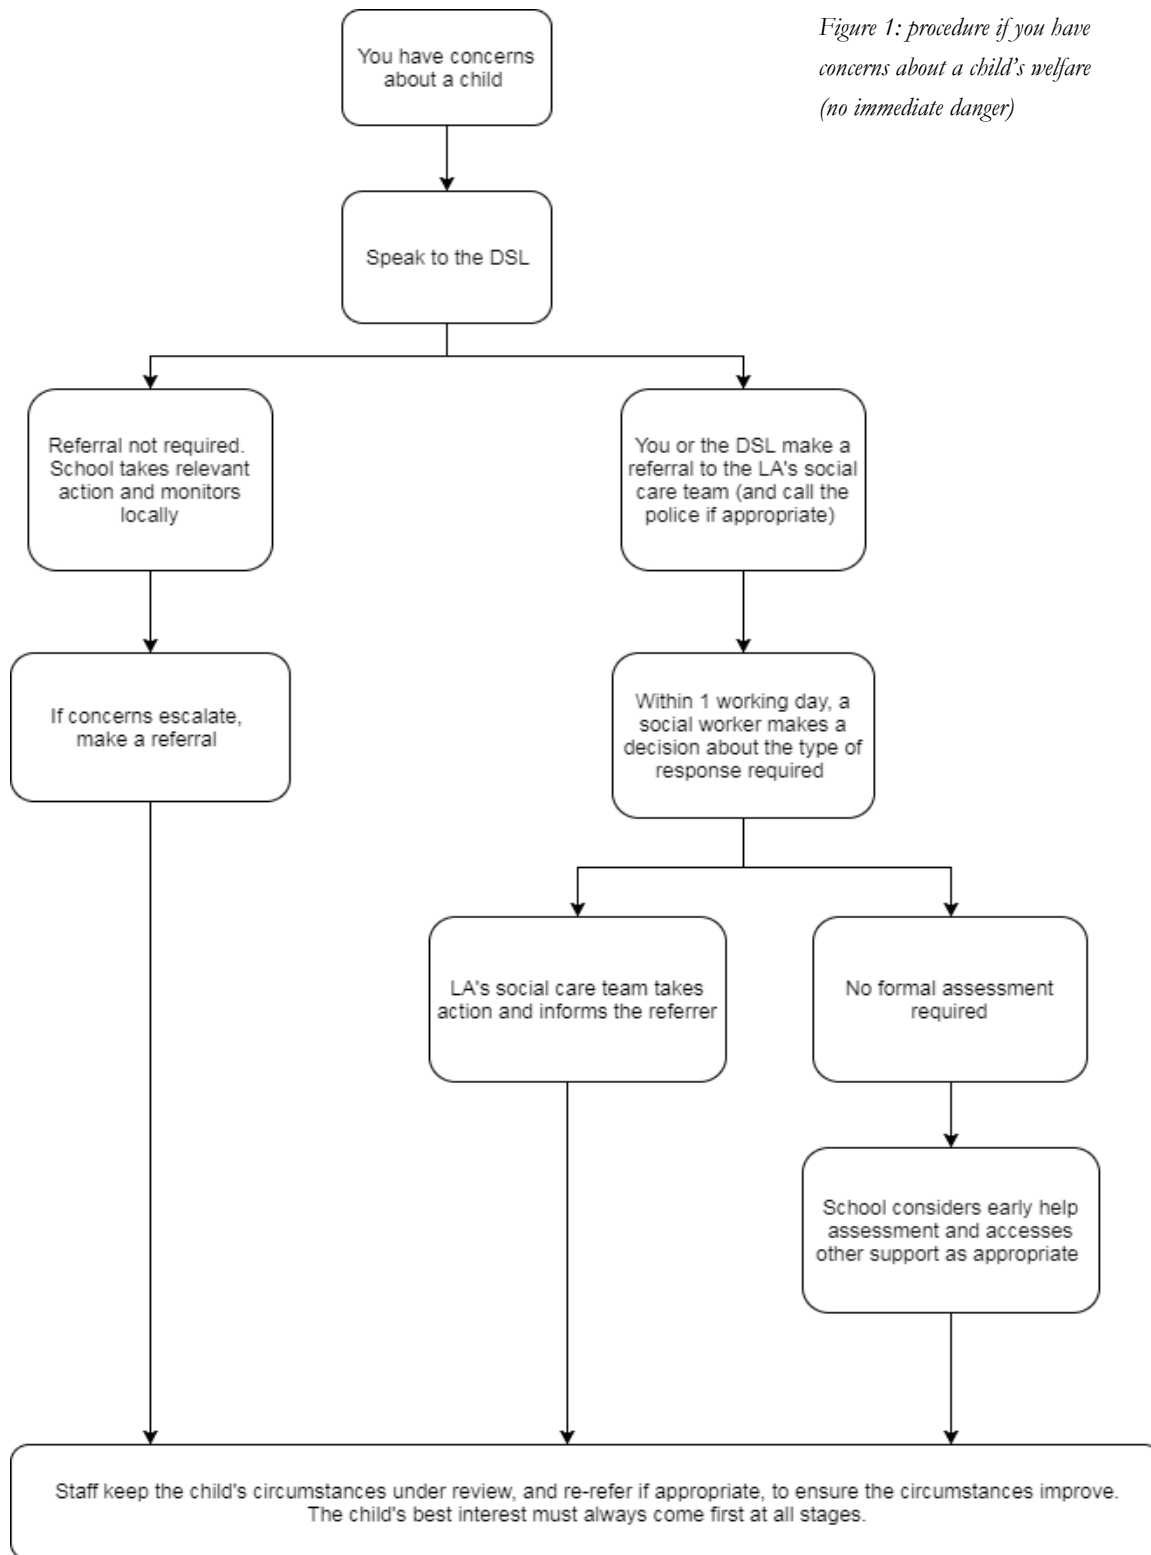 Figure 1: procedure if you have
concerns about a child's welfare
(no immediate danger)
You have concerns
about a child
Speak to the DSL
Referral not required.
School takes relevant
action and monitors
locally
You or the DSL make a
referral to the LA's social
care team (and call the
police if appropriate)
If concerns escalate,
make a referral
Within 1 working day, a
social worker makes a
decision about the type of
response required
LA's social care team takes
action and informs the referrer
No formal assessment
required
School considers early help
assessment and accesses
other support as appropriate
Staff keep the child's circumstances under review, and re-refer if appropriate, to ensure the circumstances improve.
The child's best interest must always come first at all stages.